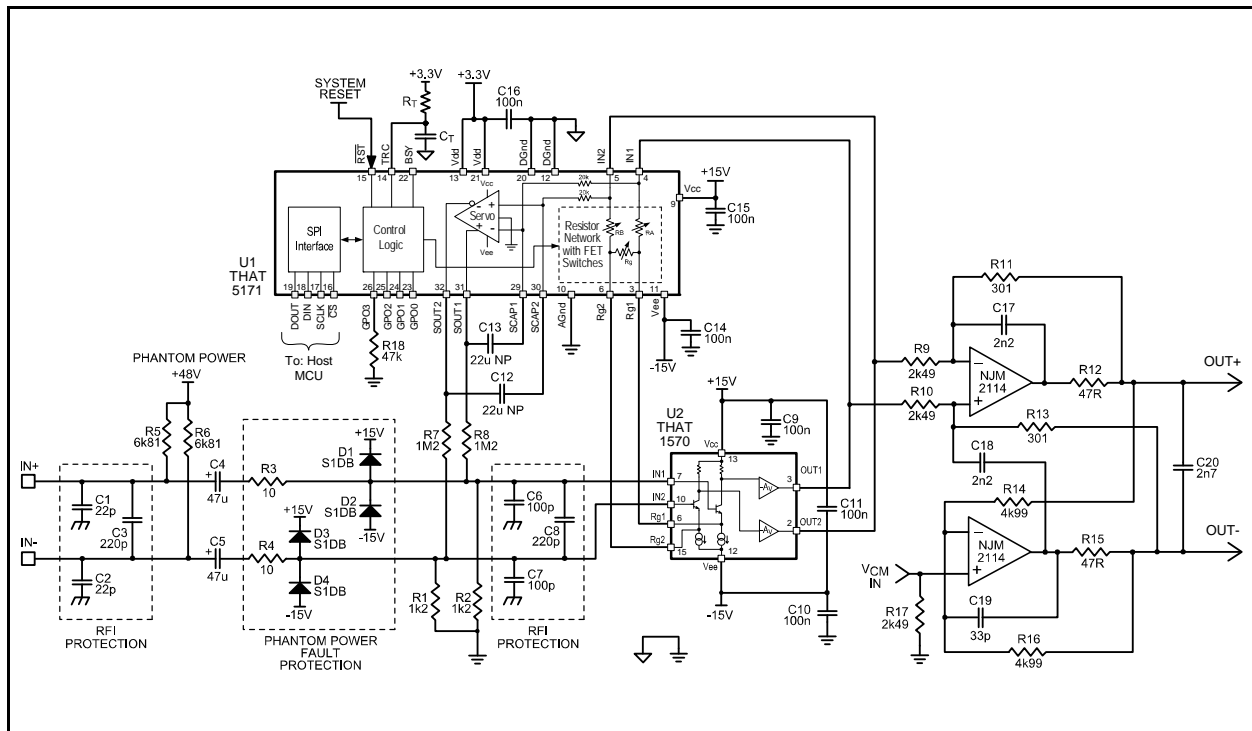 SYSTEM
RESET
+3.3V
RT
CT
+3.3V
C16
100n
RST
TRC
BSY
Vdd
Vdd
DGnd
DGnd
IN2
IN1
15
14
22
13
21
20
12
5
4
Vcc
9
+15V
C15
100n
U1
THAT
5171
SPI
Interface
Control
Logic
Vcc
Servo
Vee
20k
20k
RB
RA
Rg
Resistor
Network
with FET
Switches
19
18
17
16
26
25
24
23
32
31
29
30
10
6
3
11
DOUT
DIN
SCLK
CS
GPO3
GPO2
GPO1
GPO0
SOUT2
SOUT1
SCAP1
SCAP2
AGnd
Rg2
Rg1
Vee
To: Host
MCU
R18
47k
C13
22u NP
C12
22u NP
C14
100n
-15V
PHANTOM POWER
+48V
R5
6k81
R6
6k81
IN+
IN-
C1
22p
C2
22p
C3
220p
RFI
PROTECTION
C4
+
47u
C5
+
47u
R3
10
R4
10
+15V
D1
S1DB
D2
S1DB
-15V
+15V
D3
S1DB
D4
S1DB
-15V
PHANTOM POWER
FAULT
PROTECTION
R7
1M2
R8
1M2
R1
1k2
R2
1k2
C6
100p
C7
100p
C8
220p
RFI
PROTECTION
U2
THAT
1570
+15V
C9
100n
Vcc
13
IN1
7
IN2
10
Rg1
6
Rg2
15
-Av
-Av
OUT1
3
OUT2
2
12
Vee
-15V
C11
100n
C10
100n
R9
2k49
R10
2k49
R11
301
C17
2n2
NJM
2114
R12
47R
R13
301
C18
2n2
R14
4k99
NJM
2114
R15
47R
VCM
IN
R17
2k49
C19
33p
R16
4k99
C20
2n7
OUT+
OUT-